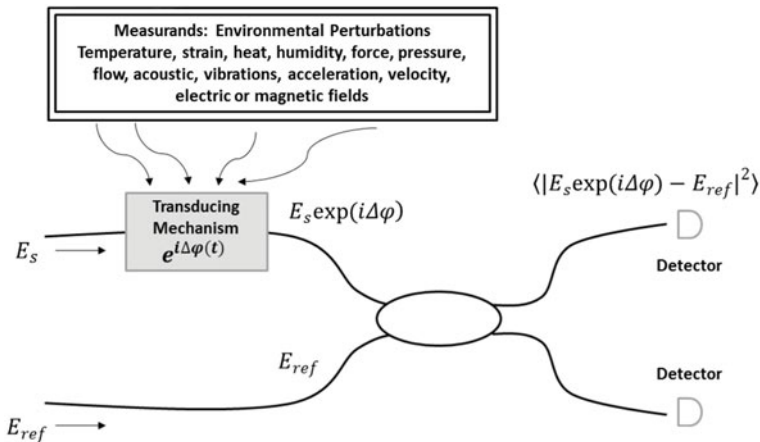 Measurands: Environmental Perturbations
Temperature, strain, heat, humidity, force, pressure,
flow, acoustic, vibrations, acceleration, velocity,
electric or magnetic fields
⟨|E_s exp(iΔφ) − E_ref|²⟩
Transducing
Mechanism
e^{iΔφ(t)}
E_s exp(iΔφ)
E_s
Detector
E_ref
Detector
E_ref